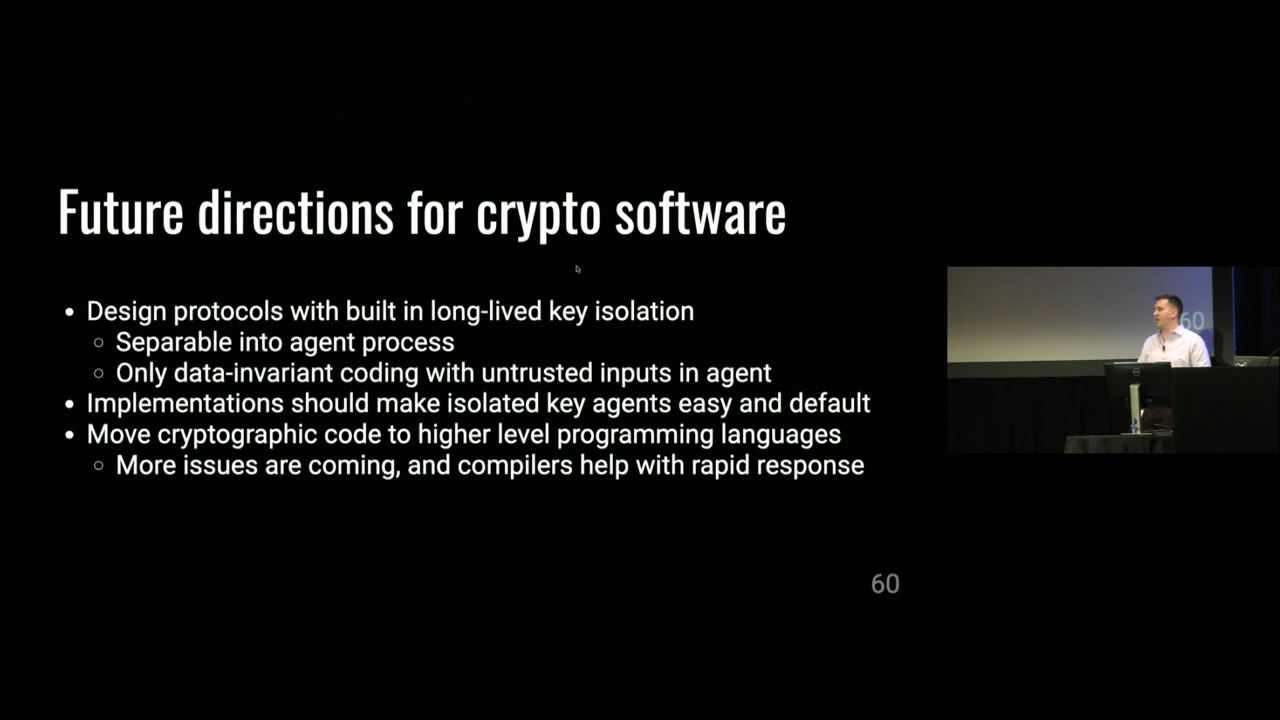 Future directions for crypto software
• Design protocols with built in long-lived key isolation
○ Separable into agent process
○ Only data-invariant coding with untrusted inputs in agent
• Implementations should make isolated key agents easy and default
• Move cryptographic code to higher level programming languages
○ More issues are coming, and compilers help with rapid response
60
60